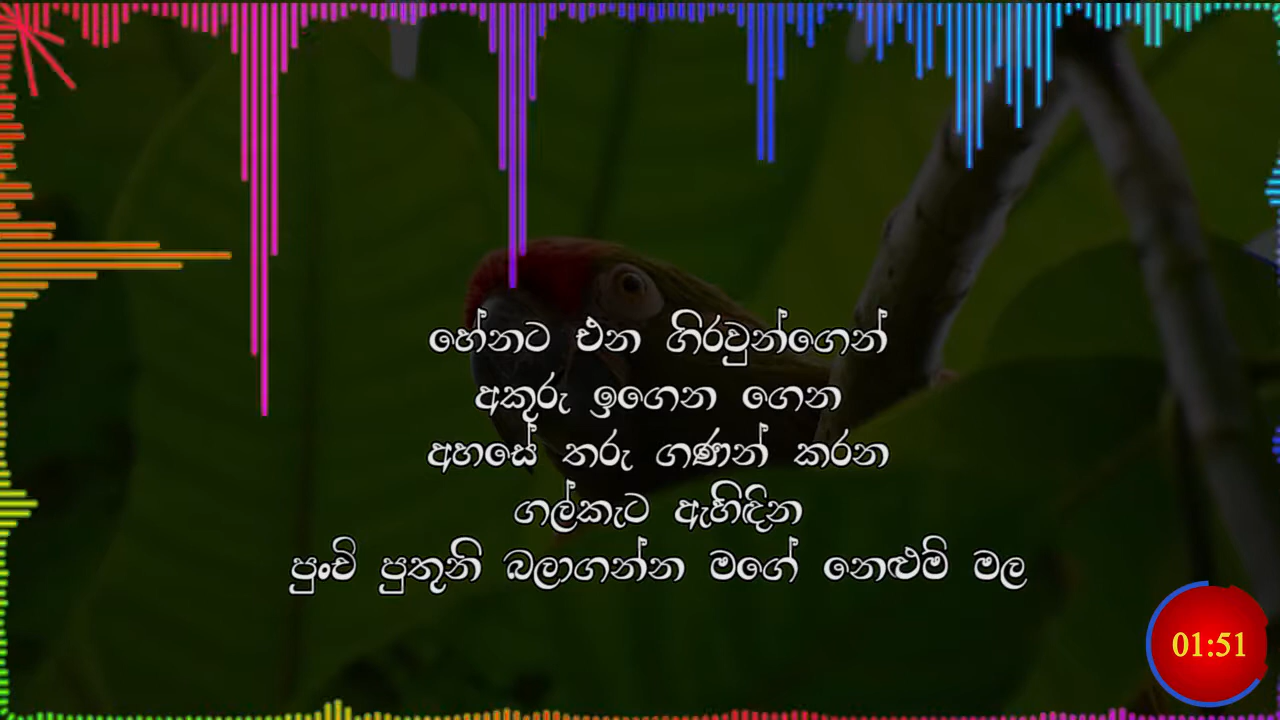 හේනට එන ගිරවුන්ගෙන්
අකුරු ඉගෙන ගෙන
අහසේ තරු ගණන් කරන
ගල්කැට ඇහිඳින
පුංචි පුතුනි බලාගන්න මගේ නෙළුම් මල
01:51